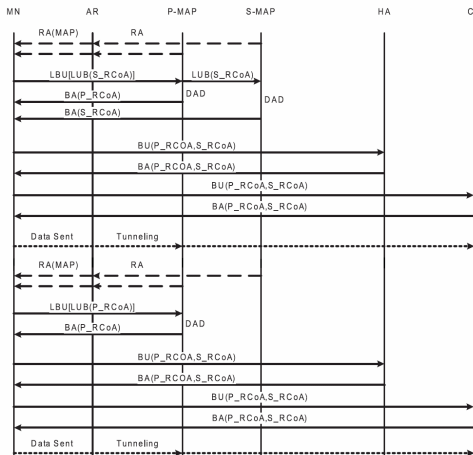 MN AR P-MAP S-MAP HA C
RA(MAP) RA
LBU[LUB(S_RCoA)] LUB(S_RCoA)
BA(P_RCoA) DAD
DAD
BA(S_RCoA)
BU(P_RCOA,S_RCoA)
BA(P_RCOA,S_RCoA)
BU(P_RCoA,S_RCoA)
BA(P_RCoA,S_RCoA)
Data Sent Tunneling
RA(MAP) RA
LBU[LUB(P_RCoA)]
DAD
BA(P_RCoA)
BU(P_RCOA,S_RCoA)
BA(P_RCOA,S_RCoA)
BU(P_RCoA,S_RCoA)
BA(P_RCoA,S_RCoA)
Data Sent Tunneling